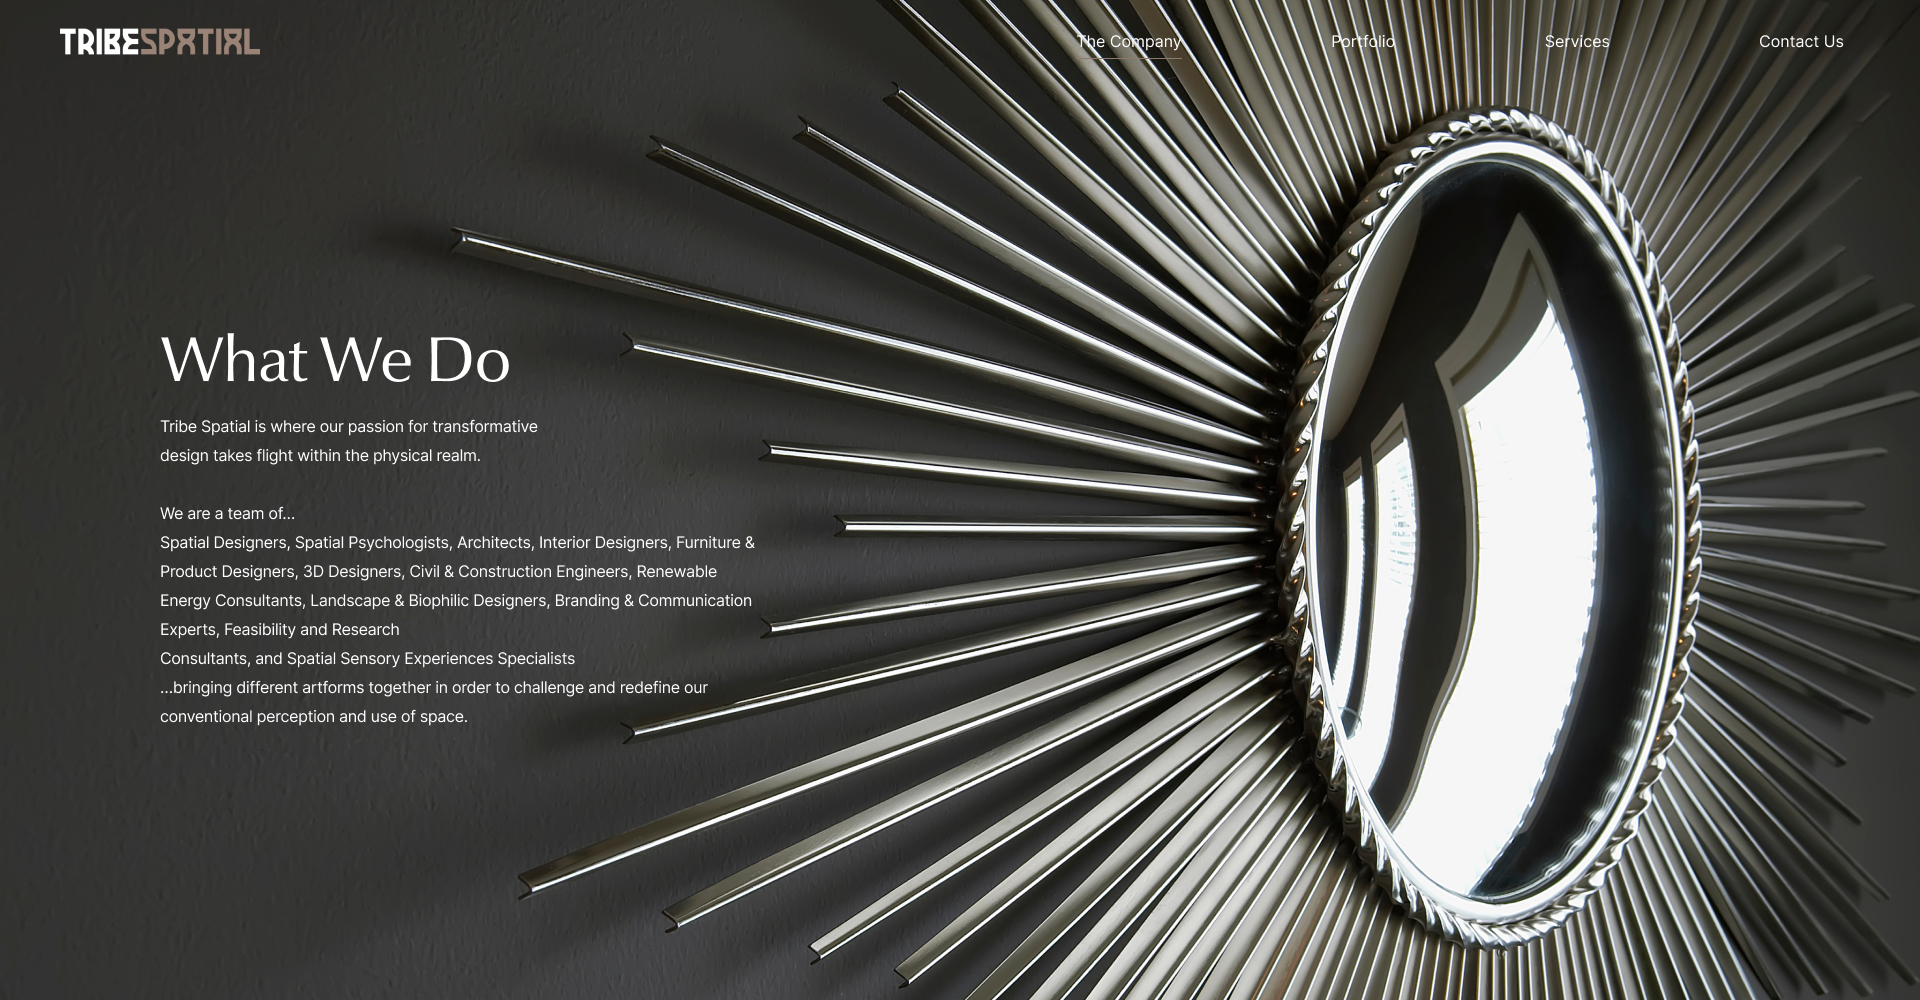 TRIBESPATIAL
The Company
Portfolio
Services
Contact Us
What We Do
Tribe Spatial is where our passion for transformative
design takes flight within the physical realm.
We are a team of...
Spatial Designers, Spatial Psychologists, Architects, Interior Designers, Furniture &
Product Designers, 3D Designers, Civil & Construction Engineers, Renewable
Energy Consultants, Landscape & Biophilic Designers, Branding & Communication
Experts, Feasibility and Research
Consultants, and Spatial Sensory Experiences Specialists
...bringing different artforms together in order to challenge and redefine our
conventional perception and use of space.